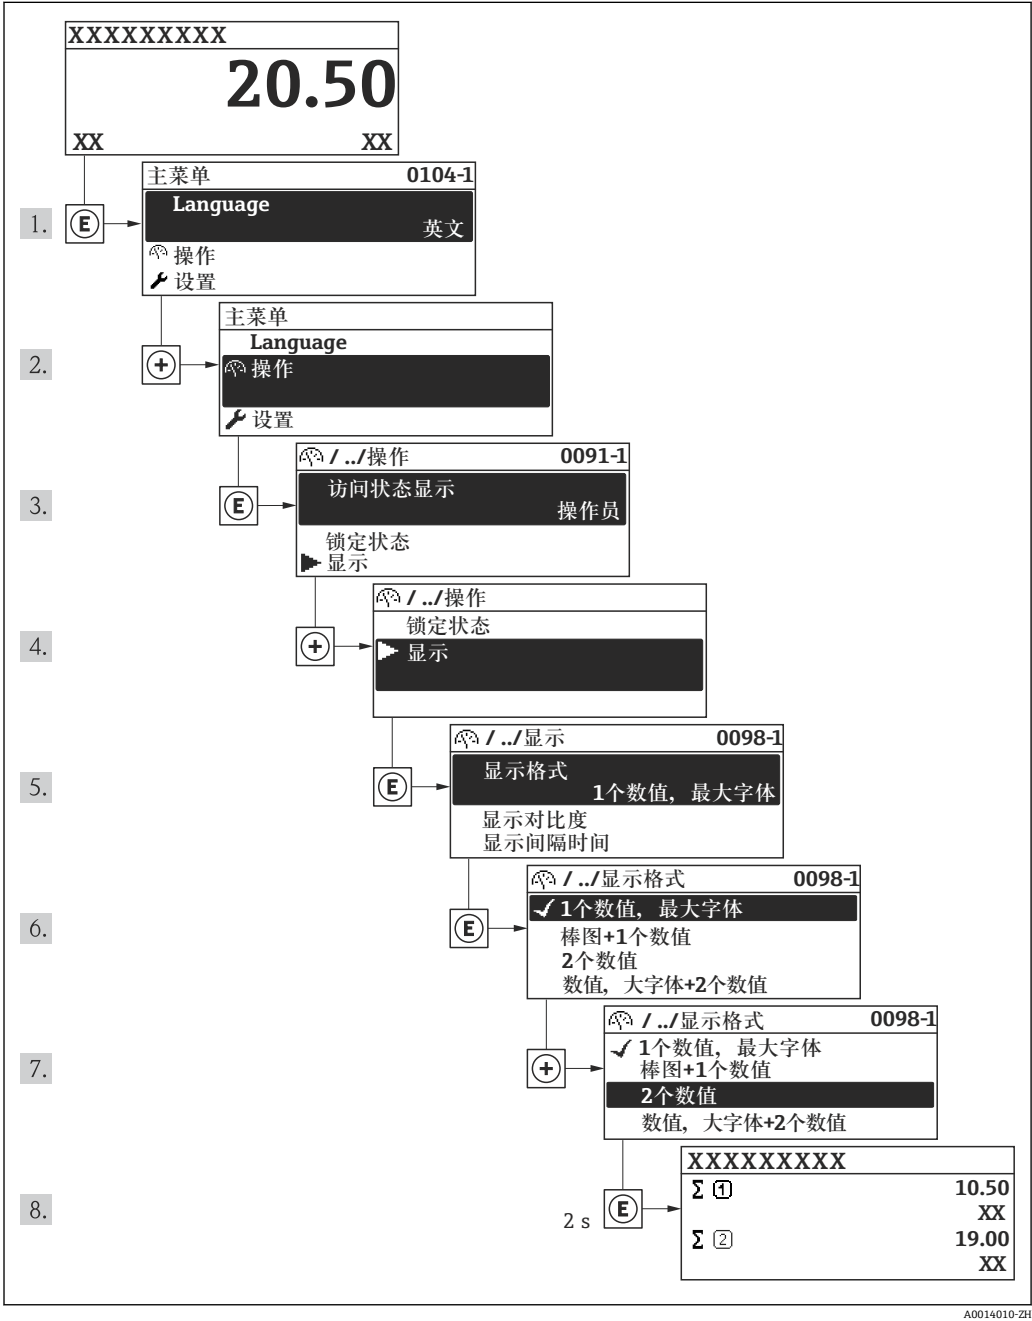 XXXXXXXXX
20.50
XX XX
主菜单 0104-1
Language
1. E 英文
操作
设置
主菜单
Language
2. + 操作
设置
/ ../操作 0091-1
访问状态显示
3. E 操作员
锁定状态
显示
/ ../操作
锁定状态
4. + 显示
/ ../显示 0098-1
显示格式
5. E 1个数值，最大字体
显示对比度
显示间隔时间
/ ../显示格式 0098-1
✓ 1个数值，最大字体
6. E 棒图+1个数值
2个数值
数值，大字体+2个数值
/ ../显示格式 0098-1
✓ 1个数值，最大字体
7. + 棒图+1个数值
2个数值
数值，大字体+2个数值
XXXXXXXXX
Σ 1 10.50
8. 2 s E XX
Σ 2 19.00
XX
A0014010-ZH